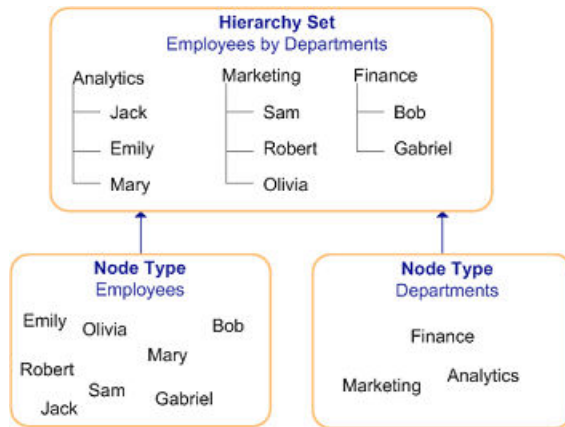 Hierarchy Set
Employees by Departments
Analytics
Jack
Emily
Mary
Marketing
Sam
Robert
Olivia
Finance
Bob
Gabriel
Node Type
Employees
Emily
Olivia
Bob
Mary
Robert
Sam
Gabriel
Jack
Node Type
Departments
Finance
Analytics
Marketing